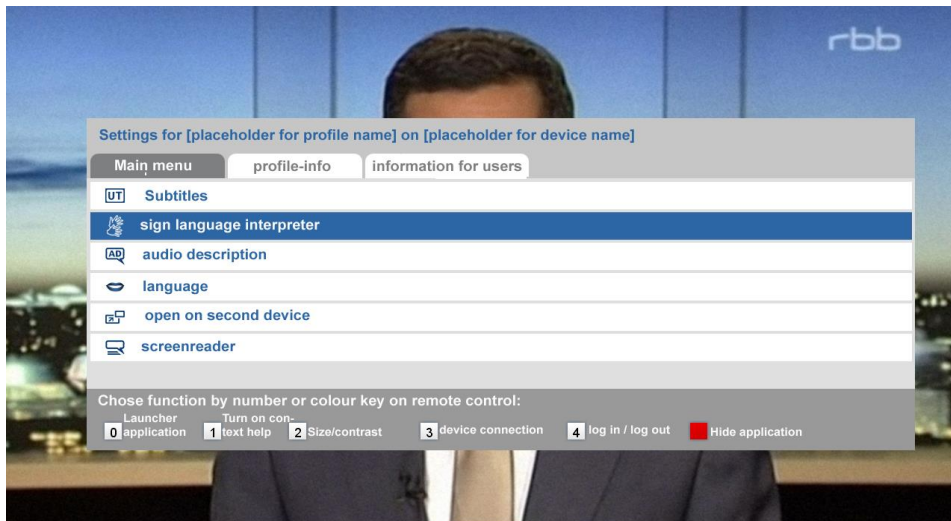 rbb
Settings for [placeholder for profile name] on [placeholder for device name]
Main menu
profile-info
information for users
UT Subtitles
sign language interpreter
AD audio description
language
open on second device
screenreader
Chose function by number or colour key on remote control:
0 Launcher
application
1 Turn on con-
text help
2 Size/contrast
3 device connection
4 log in / log out
Hide application